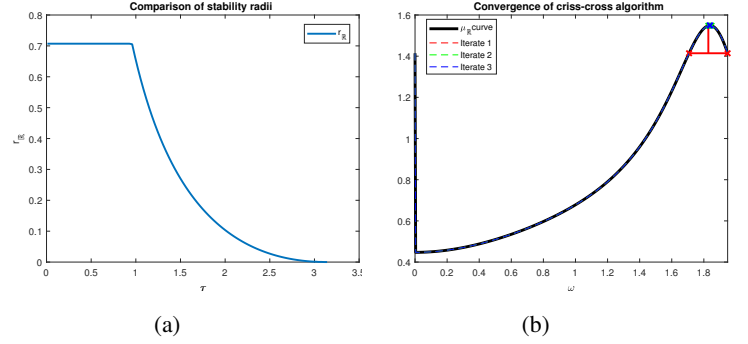 Comparison of stability radii
0.8
0.7
0.6
0.5
0.4
0.3
0.2
0.1
0
r_ℝ
r_ℝ
0 0.5 1 1.5 2 2.5 3 3.5
τ
(a)
Convergence of criss-cross algorithm
1.6
1.4
1.2
1
0.8
0.6
0.4
μ_ℝ curve
Iterate 1
Iterate 2
Iterate 3
0 0.2 0.4 0.6 0.8 1 1.2 1.4 1.6 1.8
ω
(b)